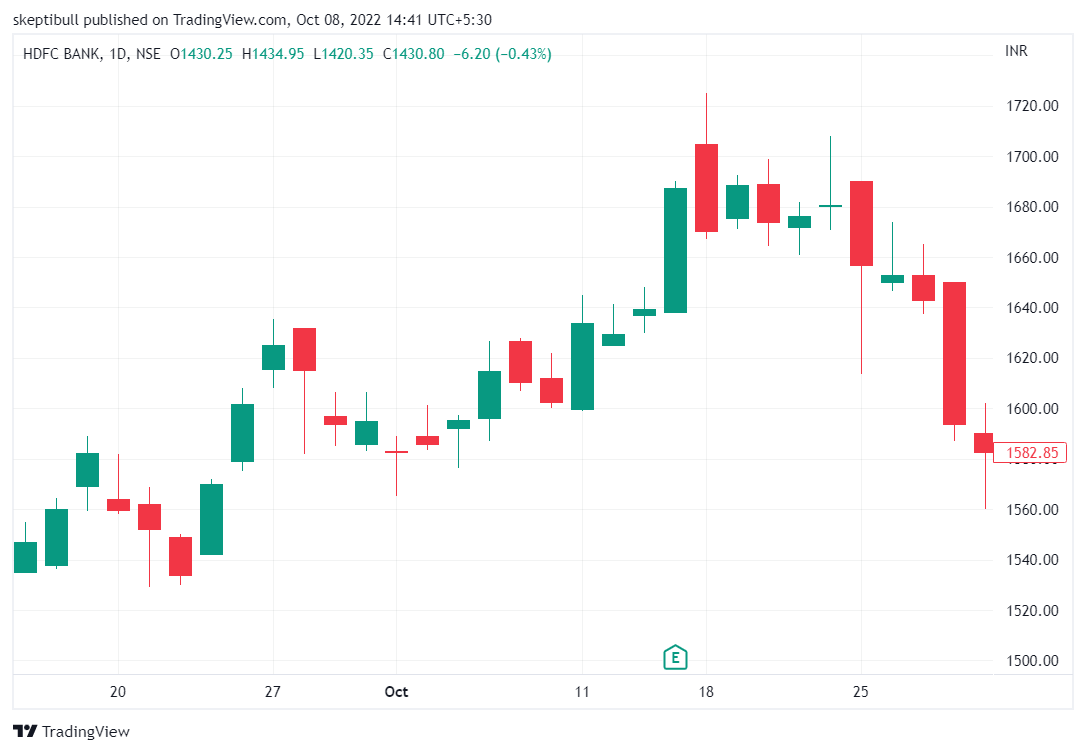 skeptibull published on TradingView.com, Oct 08, 2022 14:41 UTC+5:30
HDFC BANK, 1D, NSE O1430.25 H1434.95 L1420.35 C1430.80 −6.20 (−0.43%)
INR
1720.00
1700.00
1680.00
1660.00
1640.00
1620.00
1600.00
1582.85
1560.00
1540.00
1520.00
1500.00
E
20 27 Oct 11 18 25
TradingView